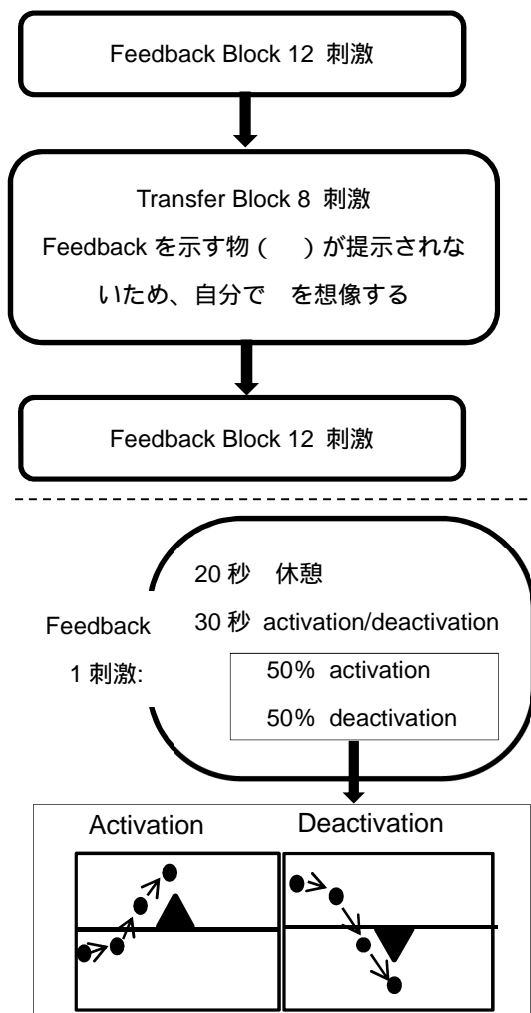 Feedback Block 12 刺激
Transfer Block 8 刺激
Feedback を示す物 (　) が提示されな
いため、自分で　を想像する
Feedback Block 12 刺激
20 秒　休憩
30 秒 activation/deactivation
Feedback
1 刺激:
50% activation
50% deactivation
Activation
Deactivation